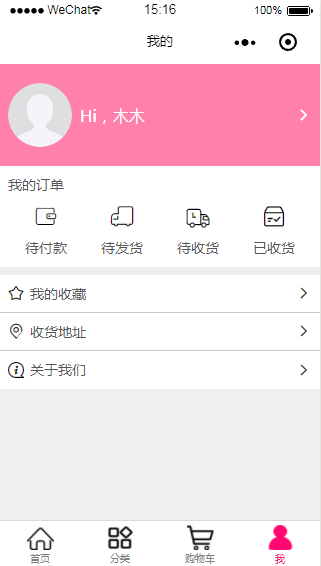 ●●●●● WeChat 15:16 100%
我的
Hi，木木
我的订单
待付款 待发货 待收货 已收货
我的收藏
收货地址
关于我们
首页 分类 购物车 我